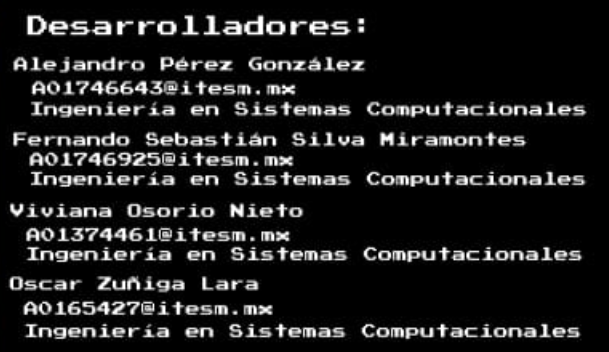 Desarrolladores:
Alejandro Pérez González
A01746643@itesm.mx
Ingeniería en Sistemas Computacionales
Fernando Sebastián Silva Miramontes
A01746925@itesm.mx
Ingeniería en Sistemas Computacionales
Viviana Osorio Nieto
A01374461@itesm.mx
Ingeniería en Sistemas Computacionales
Oscar Zuñiga Lara
A0165427@itesm.mx
Ingeniería en Sistemas Computacionales